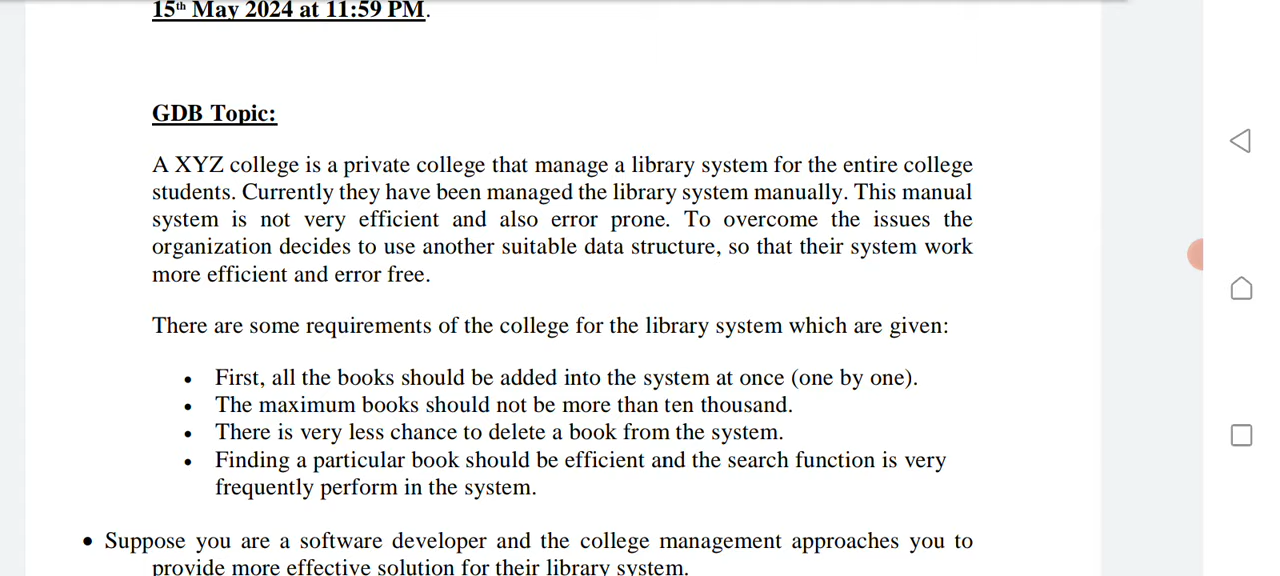 15th May 2024 at 11:59 PM.
GDB Topic:
A XYZ college is a private college that manage a library system for the entire college
students. Currently they have been managed the library system manually. This manual
system is not very efficient and also error prone. To overcome the issues the
organization decides to use another suitable data structure, so that their system work
more efficient and error free.
There are some requirements of the college for the library system which are given:
• First, all the books should be added into the system at once (one by one).
• The maximum books should not be more than ten thousand.
• There is very less chance to delete a book from the system.
• Finding a particular book should be efficient and the search function is very
frequently perform in the system.
• Suppose you are a software developer and the college management approaches you to
provide more effective solution for their library system.